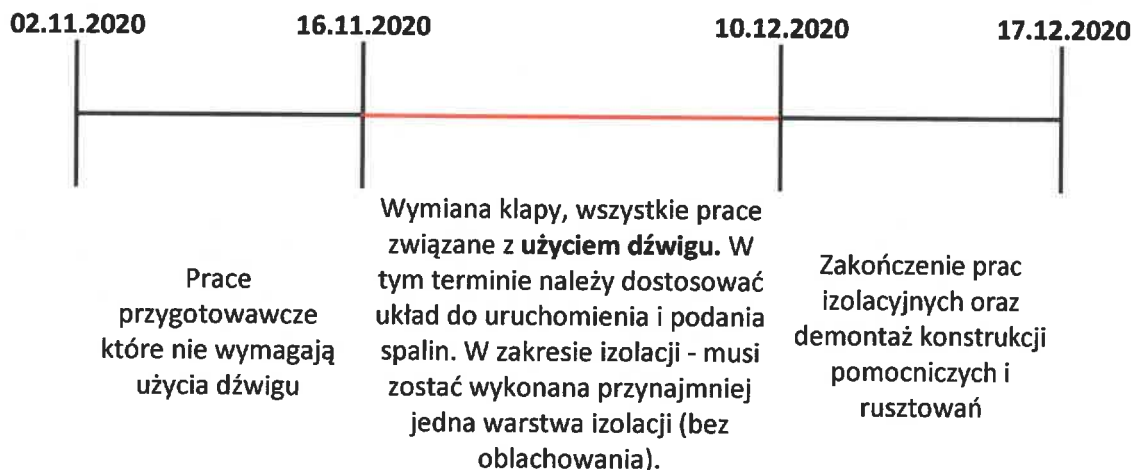 02.11.2020
16.11.2020
10.12.2020
17.12.2020
Prace
przygotowawcze
które nie wymagają
użycia dźwigu
Wymiana klapy, wszystkie prace
związane z użyciem dźwigu. W
tym terminie należy dostosować
układ do uruchomienia i podania
spalin. W zakresie izolacji - musi
zostać wykonana przynajmniej
jedna warstwa izolacji (bez
oblachowania).
Zakończenie prac
izolacyjnych oraz
demontaż konstrukcji
pomocniczych i
rusztowań